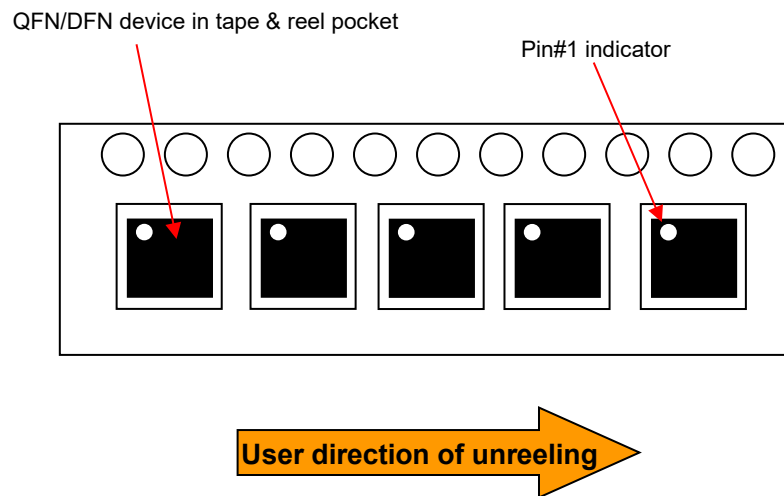 QFN/DFN device in tape & reel pocket
Pin#1 indicator
User direction of unreeling